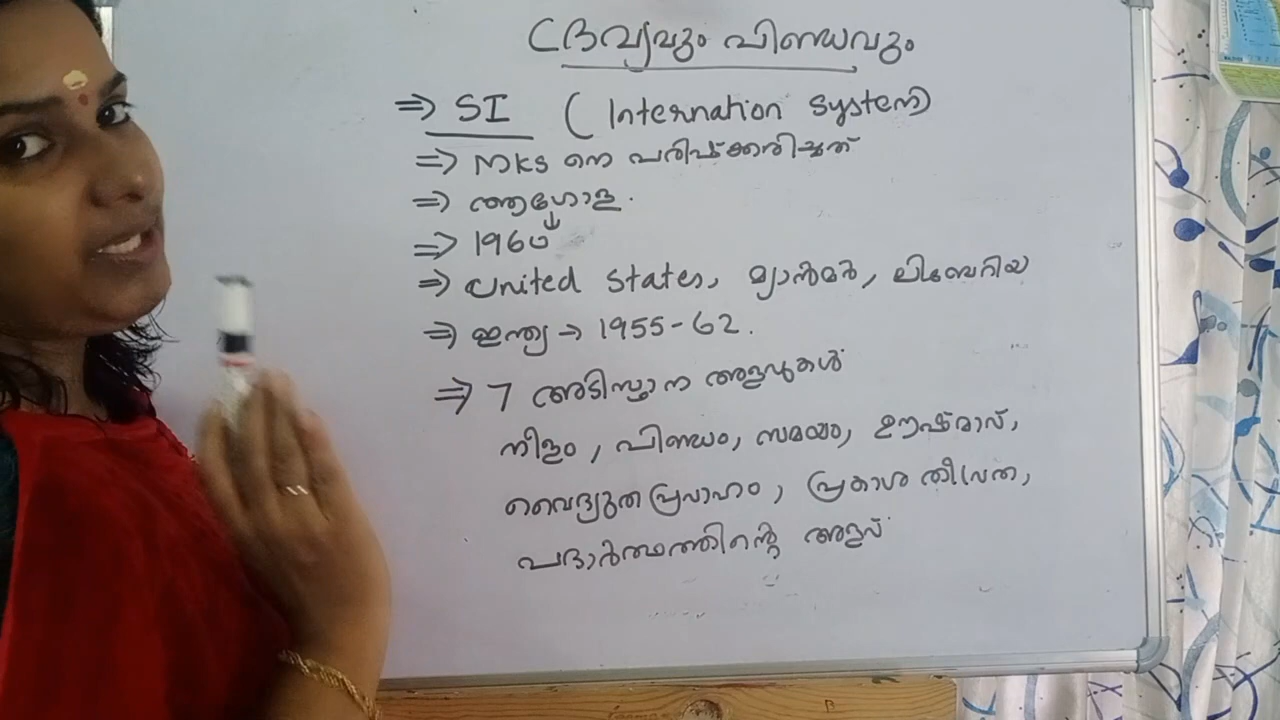 ദ്രവ്യവും പിണ്ഡവും
⇒ SI (Internation System)
⇒ MKS നെ പരിഷ്ക്കരിച്ചത്
⇒ ആഗോള.
⇒ 1960
⇒ United States, മ്യാൻമർ, ലിബേറിയ
⇒ ഇന്ത്യ → 1955-62.
⇒ 7 അടിസ്ഥാന അളവുകൾ
നീളം, പിണ്ഡം, സമയം, ഊഷ്മാവ്,
വൈദ്യുത പ്രവാഹം, പ്രകാശ തീവ്രത,
പദാർത്ഥത്തിന്റെ അളവ്